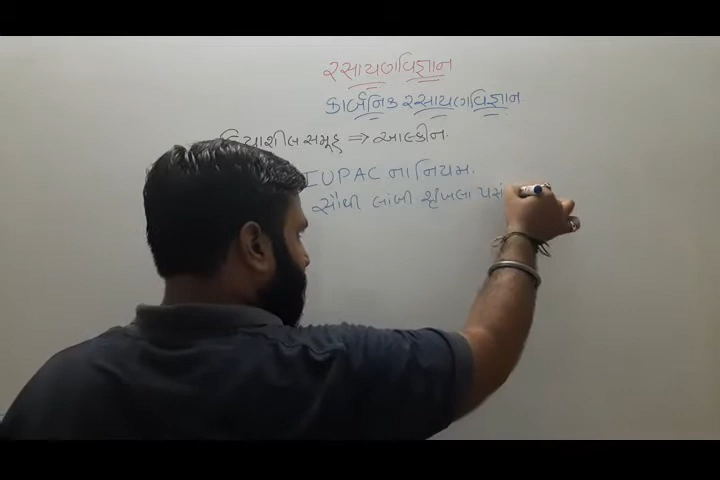 રસાયણવિજ્ઞાન
કાર્બનિક રસાયણવિજ્ઞાન
ક્રિયાશીલ સમૂહ ⇒ આલ્કીન.
IUPAC ના નિયમ.
સૌથી લાંબી શૃંખલા પસં